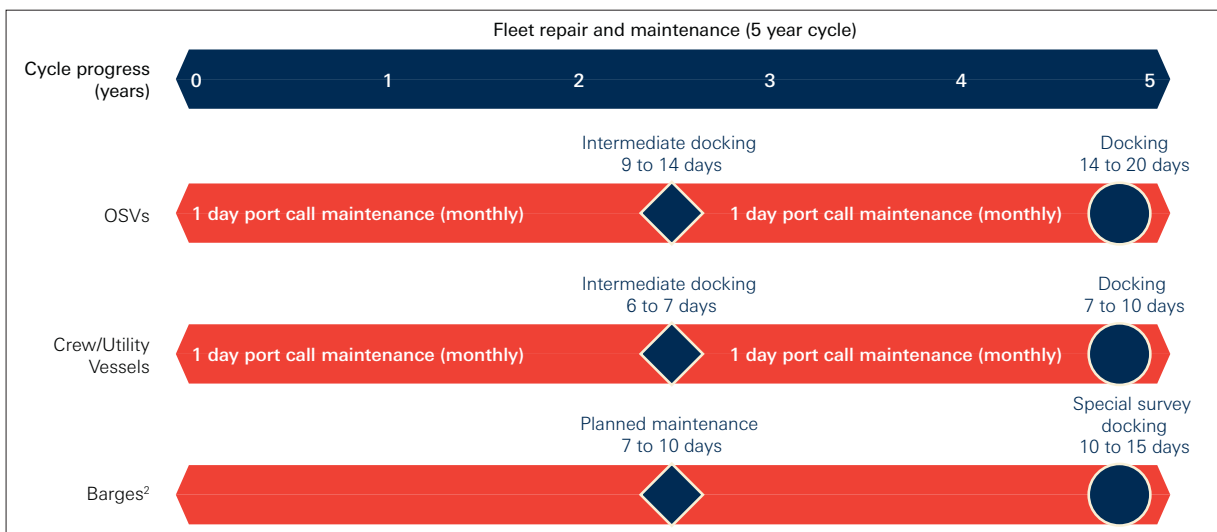 Fleet repair and maintenance (5 year cycle)
Cycle progress
(years)
0 1 2 3 4 5
Intermediate docking
9 to 14 days
Docking
14 to 20 days
OSVs
1 day port call maintenance (monthly)
1 day port call maintenance (monthly)
Intermediate docking
6 to 7 days
Docking
7 to 10 days
Crew/Utility
Vessels
1 day port call maintenance (monthly)
1 day port call maintenance (monthly)
Planned maintenance
7 to 10 days
Special survey
docking
10 to 15 days
Barges²